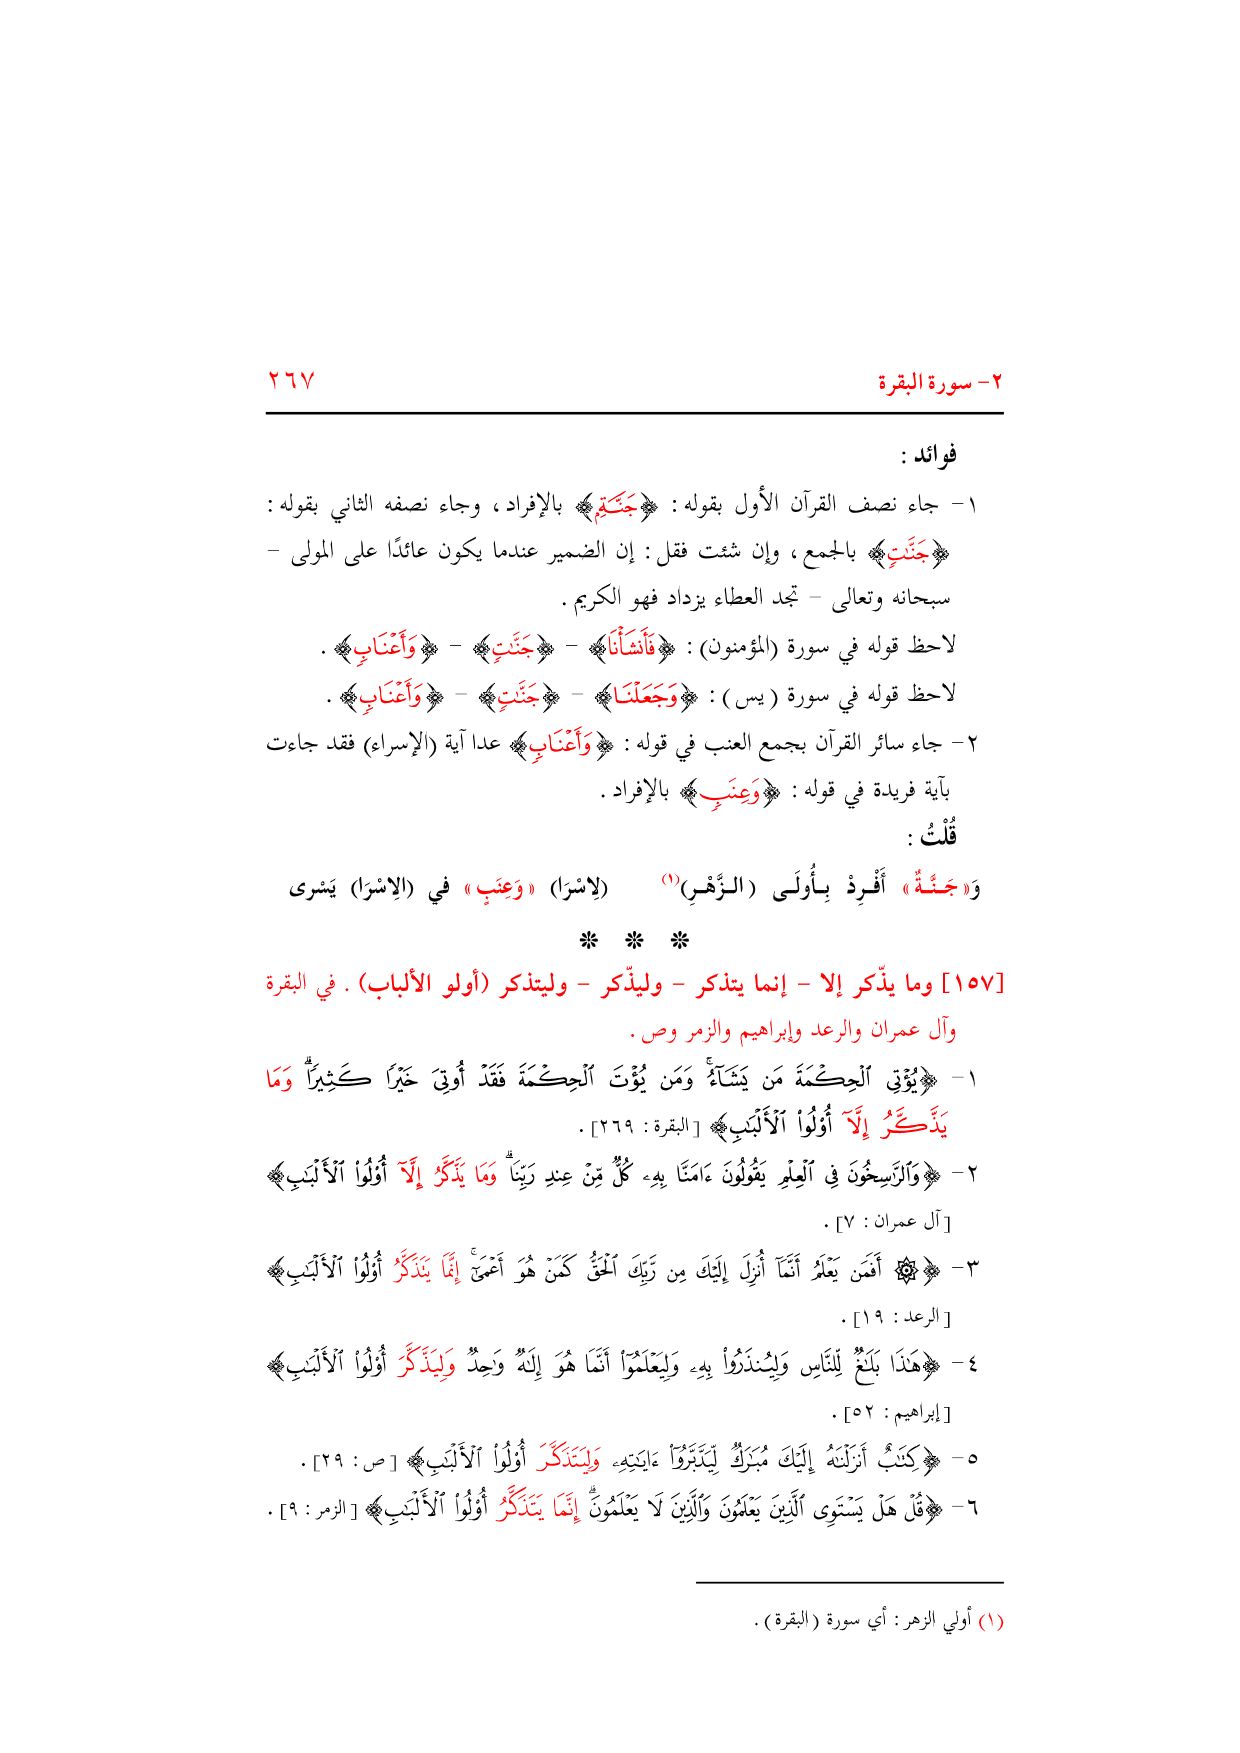 ٢- سورة البقرة ٢٦٧
فوائد :
١- جاء نصف القرآن الأول بقوله : ﴿جَنَّةٍ﴾ بالإفراد، وجاء نصفه الثاني بقوله :
﴿جَنَّٰتٍ﴾ بالجمع، وإن شئت فقل : إن الضمير عندما يكون عائدًا على المولى -
سبحانه وتعالى - تجد العطاء يزداد فهو الكريم .
لاحظ قوله في سورة (المؤمنون) : ﴿فَأَنشَأْنَا﴾ - ﴿جَنَّٰتٍ﴾ - ﴿وَأَعْنَابٍ﴾ .
لاحظ قوله في سورة (يس) : ﴿وَجَعَلْنَا﴾ - ﴿جَنَّٰتٍ﴾ - ﴿وَأَعْنَابٍ﴾ .
٢- جاء سائر القرآن بجمع العنب في قوله : ﴿وَأَعْنَابٍ﴾ عدا آية (الإسراء) فقد جاءت
بآية فريدة في قوله : ﴿وَعِنَبٍ﴾ بالإفراد .
قُلْتُ :
وَ«جَنَّةٌ» أَفْرِدْ بِأُولَى (الزَّهْرِ)(١) (لِاسْرَا) «وَعِنَبٍ» في (الِاسْرَا) يَسْرى
❊ ❊ ❊
[١٥٧] وما يذّكر إلا - إنما يتذكر - وليذّكر - وليتذكر (أولو الألباب) . في البقرة
وآل عمران والرعد وإبراهيم والزمر وص .
١- ﴿يُؤْتِى ٱلْحِكْمَةَ مَن يَشَآءُ ۚ وَمَن يُؤْتَ ٱلْحِكْمَةَ فَقَدْ أُوتِىَ خَيْرًا كَثِيرًا ۗ وَمَا
يَذَّكَّرُ إِلَّآ أُو۟لُوا۟ ٱلْأَلْبَٰبِ﴾ [البقرة : ٢٦٩] .
٢- ﴿وَٱلرَّٰسِخُونَ فِى ٱلْعِلْمِ يَقُولُونَ ءَامَنَّا بِهِۦ كُلٌّ مِّنْ عِندِ رَبِّنَا ۗ وَمَا يَذَّكَّرُ إِلَّآ أُو۟لُوا۟ ٱلْأَلْبَٰبِ﴾
[آل عمران : ٧] .
٣- ﴿۞ أَفَمَن يَعْلَمُ أَنَّمَآ أُنزِلَ إِلَيْكَ مِن رَّبِّكَ ٱلْحَقُّ كَمَنْ هُوَ أَعْمَىٰٓ ۚ إِنَّمَا يَتَذَكَّرُ أُو۟لُوا۟ ٱلْأَلْبَٰبِ﴾
[الرعد : ١٩] .
٤- ﴿هَٰذَا بَلَٰغٌ لِّلنَّاسِ وَلِيُنذَرُوا۟ بِهِۦ وَلِيَعْلَمُوٓا۟ أَنَّمَا هُوَ إِلَٰهٌ وَٰحِدٌ وَلِيَذَّكَّرَ أُو۟لُوا۟ ٱلْأَلْبَٰبِ﴾
[إبراهيم : ٥٢] .
٥- ﴿كِتَٰبٌ أَنزَلْنَٰهُ إِلَيْكَ مُبَٰرَكٌ لِّيَدَّبَّرُوٓا۟ ءَايَٰتِهِۦ وَلِيَتَذَكَّرَ أُو۟لُوا۟ ٱلْأَلْبَٰبِ﴾ [ص : ٢٩] .
٦- ﴿قُلْ هَلْ يَسْتَوِى ٱلَّذِينَ يَعْلَمُونَ وَٱلَّذِينَ لَا يَعْلَمُونَ ۗ إِنَّمَا يَتَذَكَّرُ أُو۟لُوا۟ ٱلْأَلْبَٰبِ﴾ [الزمر : ٩] .
(١) أولي الزهر : أي سورة (البقرة) .